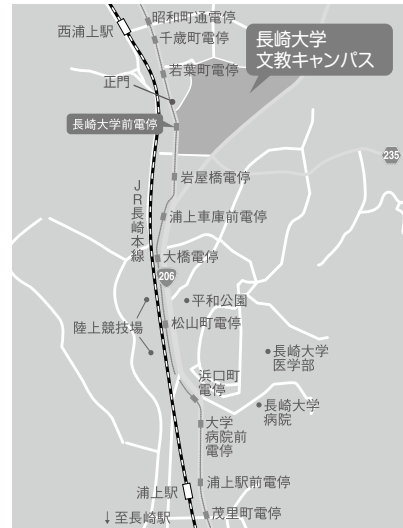 昭和町通電停
西浦上駅
千歳町電停
長崎大学
文教キャンパス
若葉町電停
正門
長崎大学前電停
235
岩屋橋電停
JR長崎本線
浦上車庫前電停
大橋電停
206
平和公園
陸上競技場
松山町電停
長崎大学
医学部
浜口町
電停
長崎大学
病院
大学
病院前
電停
浦上駅前電停
浦上駅
茂里町電停
↓至長崎駅